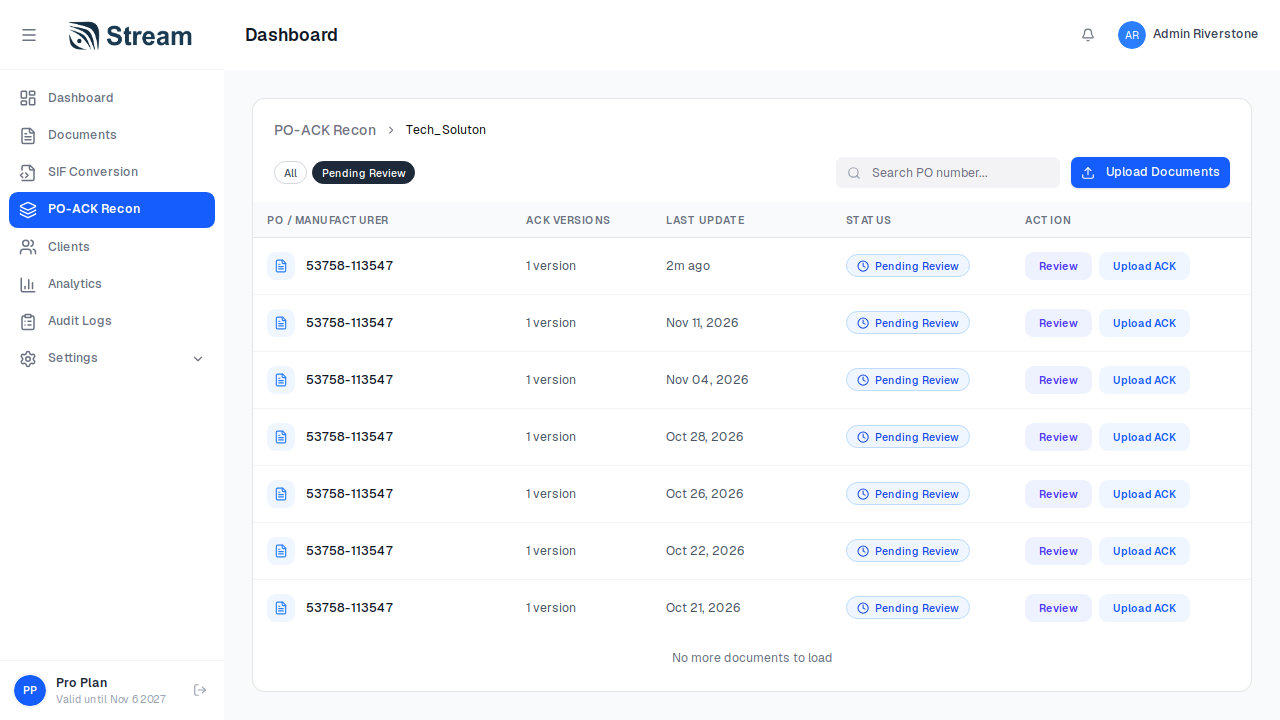 Stream
Dashboard
AR Admin Riverstone
Dashboard
Documents
SIF Conversion
PO-ACK Recon
Clients
Analytics
Audit Logs
Settings
PP Pro Plan
Valid until Nov 6 2027
PO-ACK Recon > Tech_Soluton
All Pending Review Search PO number... Upload Documents
PO / MANUFACTURER ACK VERSIONS LAST UPDATE STATUS ACTION
53758-113547 1 version 2m ago Pending Review Review Upload ACK
53758-113547 1 version Nov 11, 2026 Pending Review Review Upload ACK
53758-113547 1 version Nov 04, 2026 Pending Review Review Upload ACK
53758-113547 1 version Oct 28, 2026 Pending Review Review Upload ACK
53758-113547 1 version Oct 26, 2026 Pending Review Review Upload ACK
53758-113547 1 version Oct 22, 2026 Pending Review Review Upload ACK
53758-113547 1 version Oct 21, 2026 Pending Review Review Upload ACK
No more documents to load